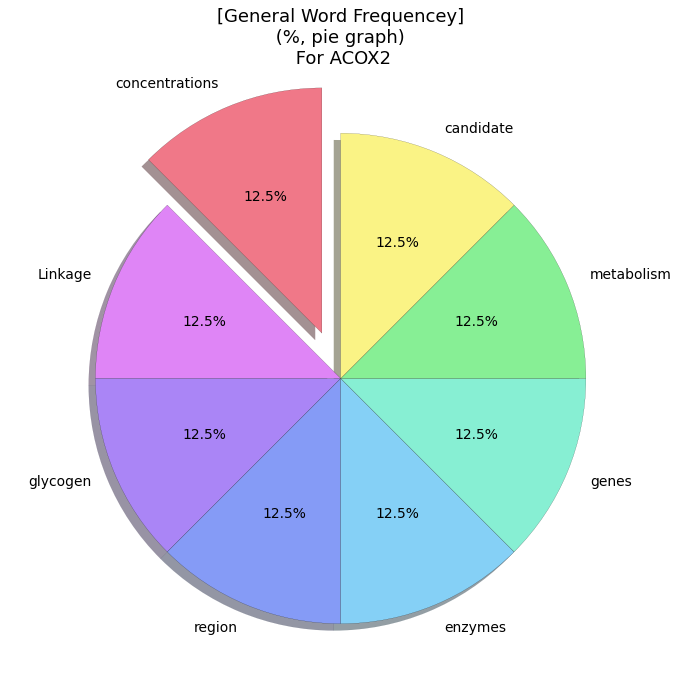 [General Word Frequencey]
(%, pie graph)
For ACOX2
concentrations
candidate
12.5%
12.5%
Linkage
metabolism
12.5%
12.5%
12.5%
12.5%
glycogen
genes
12.5%
12.5%
region
enzymes